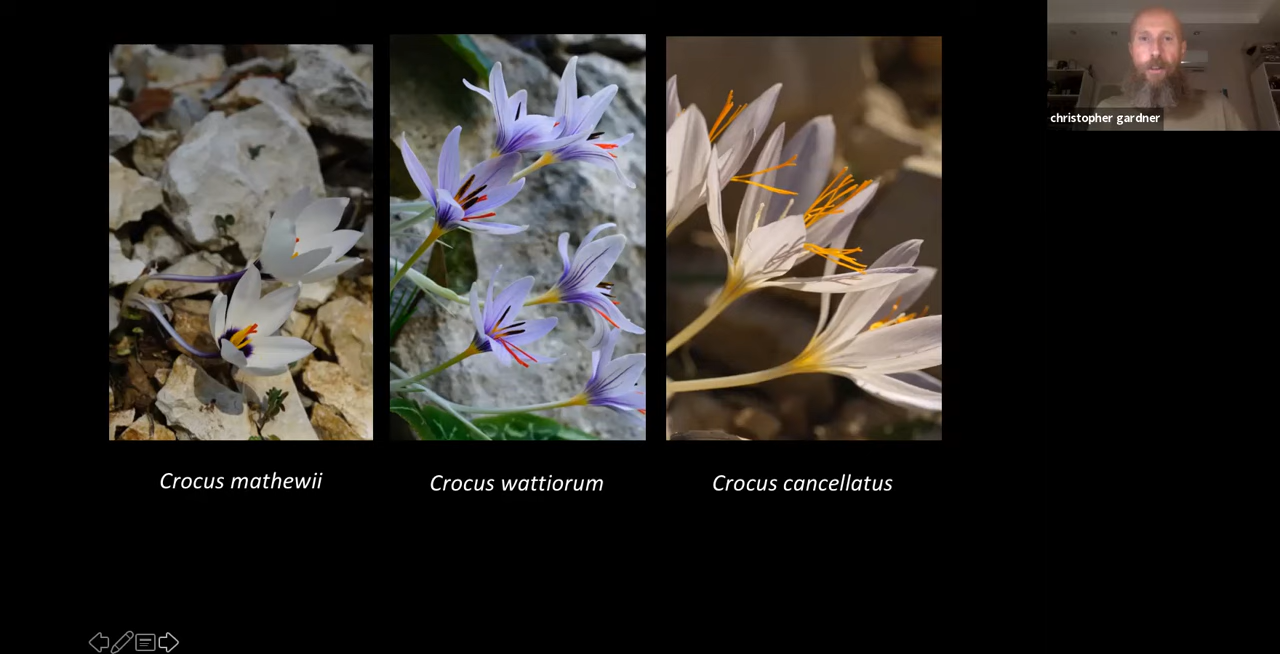 christopher gardner
Crocus mathewii
Crocus wattiorum
Crocus cancellatus